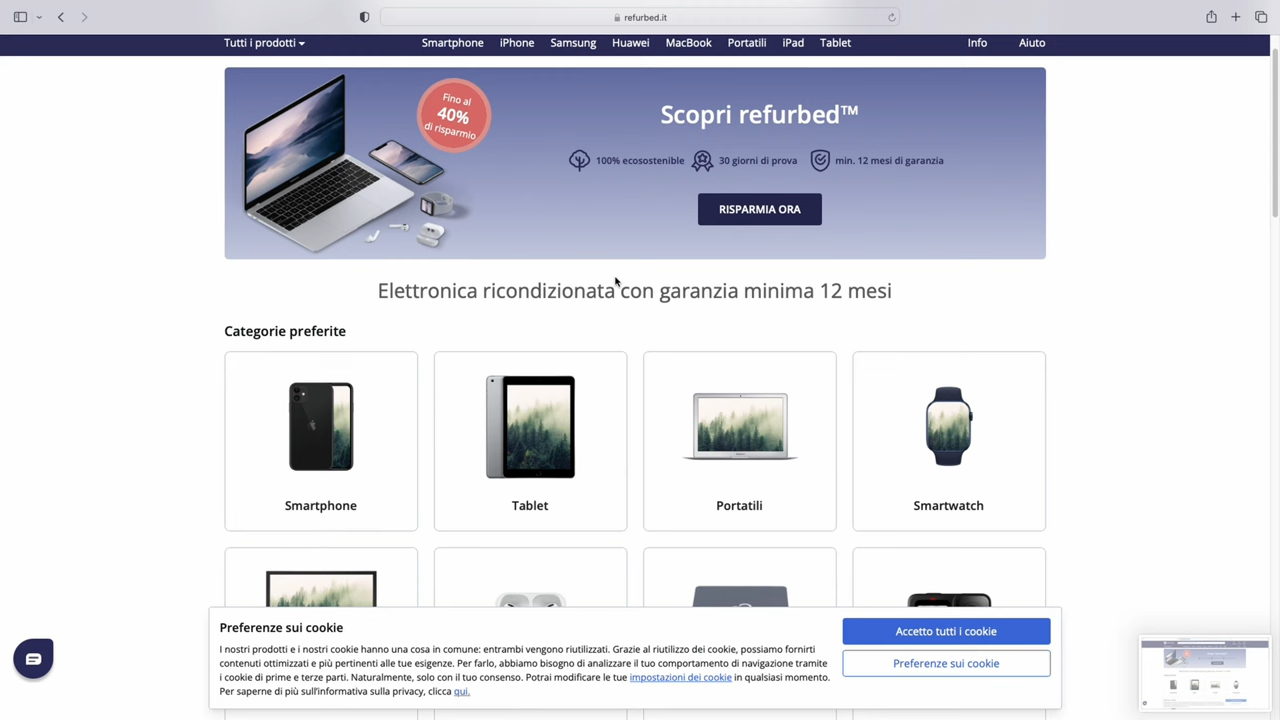 refurbed.it
Tutti i prodotti
Smartphone
iPhone
Samsung
Huawei
MacBook
Portatili
iPad
Tablet
Info
Aiuto
Fino al
40%
di risparmio
Scopri refurbed™
100% ecosostenibile
30 giorni di prova
min. 12 mesi di garanzia
RISPARMIA ORA
Elettronica ricondizionata con garanzia minima 12 mesi
Categorie preferite
Smartphone
Tablet
Portatili
Smartwatch
Preferenze sui cookie
I nostri prodotti e i nostri cookie hanno una cosa in comune: entrambi vengono riutilizzati. Grazie al riutilizzo dei cookie, possiamo fornirti
contenuti ottimizzati e più pertinenti alle tue esigenze. Per farlo, abbiamo bisogno di analizzare il tuo comportamento di navigazione tramite
i cookie di prime e terze parti. Naturalmente, solo con il tuo consenso. Potrai modificare le tue impostazioni dei cookie in qualsiasi momento.
Per saperne di più sull'informativa sulla privacy, clicca qui.
Accetto tutti i cookie
Preferenze sui cookie